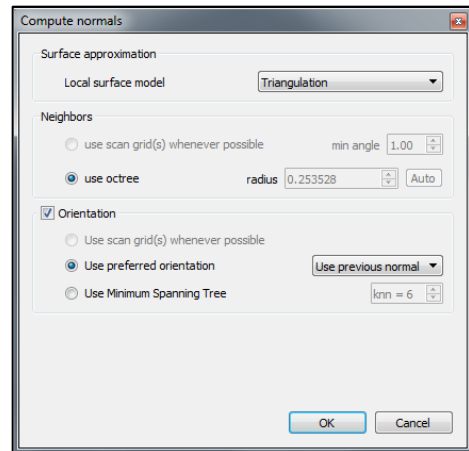 Compute normals
Surface approximation
Local surface model Triangulation
Neighbors
use scan grid(s) whenever possible min angle 1.00
use octree radius 0.253528 Auto
Orientation
Use scan grid(s) whenever possible
Use preferred orientation Use previous normal
Use Minimum Spanning Tree knn = 6
OK Cancel